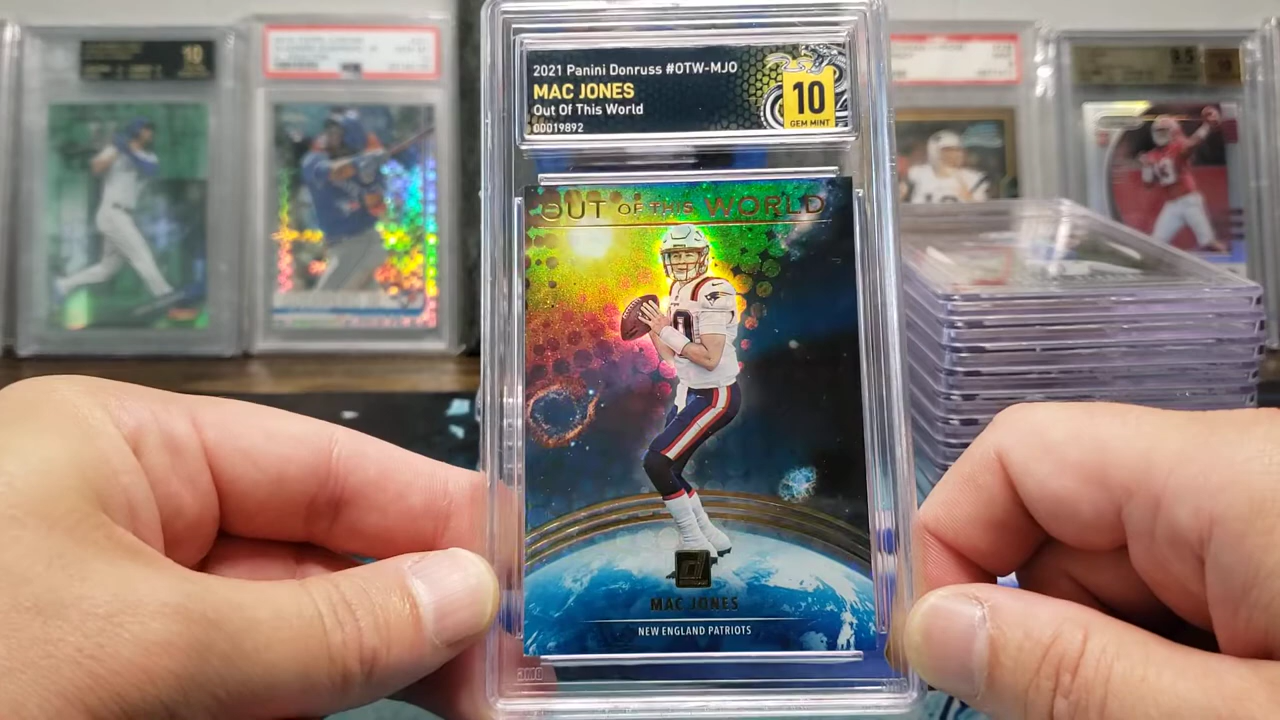 2021 Panini Donruss #OTW-MJO
MAC JONES
Out Of This World
00019892
10
GEM MINT
OUT OF THIS WORLD
MAC JONES
NEW ENGLAND PATRIOTS
10
9.5